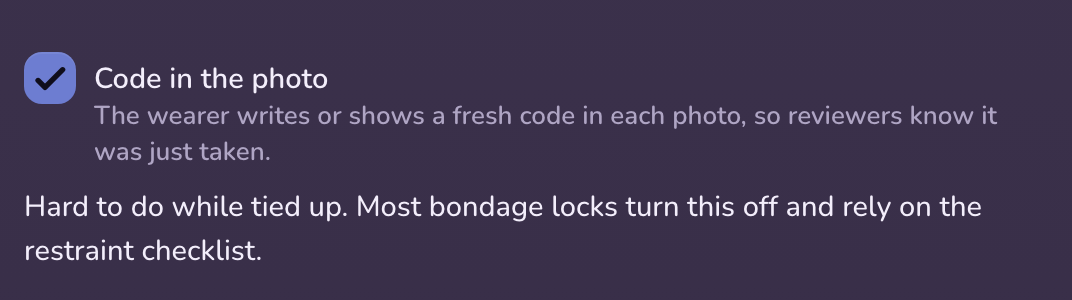 Code in the photo
The wearer writes or shows a fresh code in each photo, so reviewers know it
was just taken.
Hard to do while tied up. Most bondage locks turn this off and rely on the
restraint checklist.